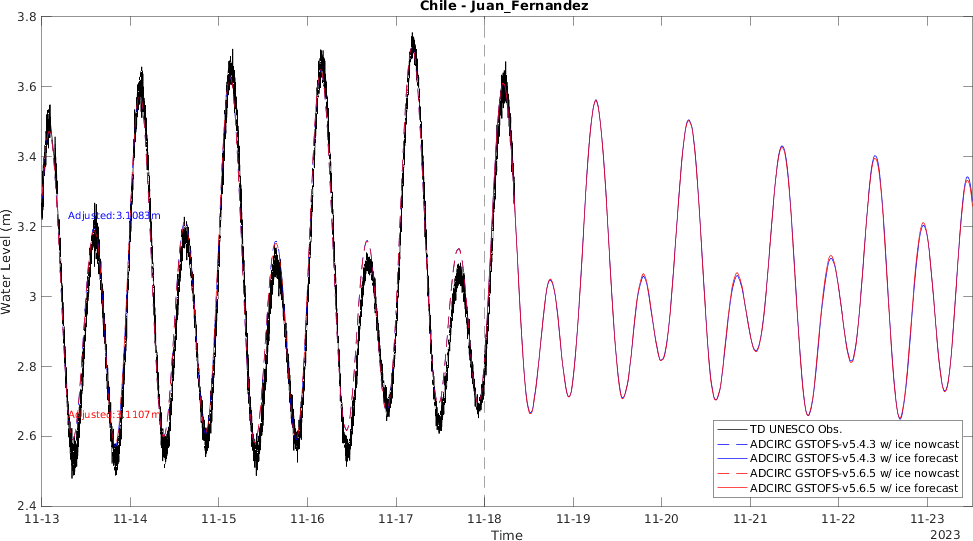 Chile - Juan_Fernandez
3.8
3.6
3.4
3.2
3
2.8
2.6
2.4
Water Level (m)
Adjusted:3.1083m
Adjusted:3.1107m
TD UNESCO Obs.
ADCIRC GSTOFS-v5.4.3 w/ ice nowcast
ADCIRC GSTOFS-v5.4.3 w/ ice forecast
ADCIRC GSTOFS-v5.6.5 w/ ice nowcast
ADCIRC GSTOFS-v5.6.5 w/ ice forecast
11-13 11-14 11-15 11-16 11-17 11-18 11-19 11-20 11-21 11-22 11-23
Time
2023